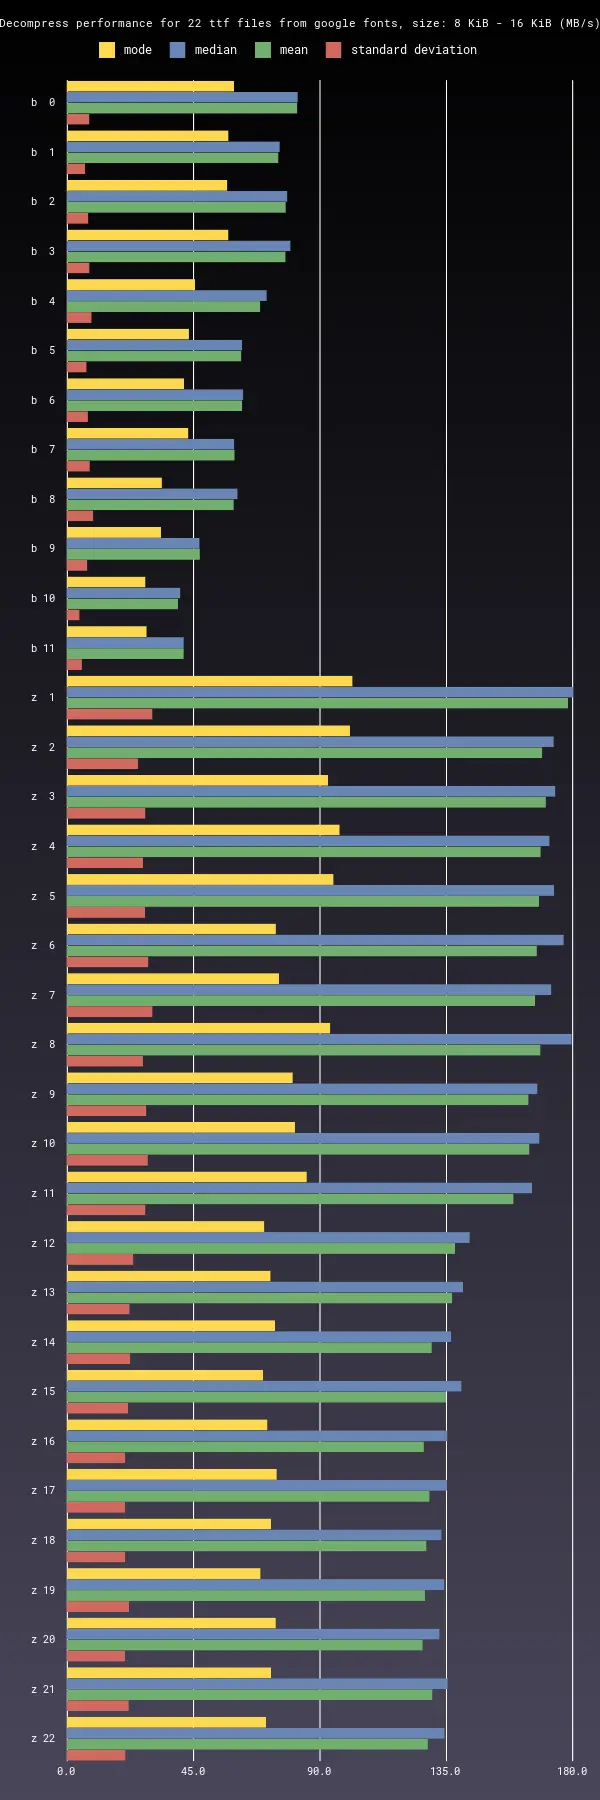 Decompress performance for 22 ttf files from google fonts, size: 8 KiB - 16 KiB (MB/s)
mode median mean standard deviation
b 0
b 1
b 2
b 3
b 4
b 5
b 6
b 7
b 8
b 9
b 10
b 11
z 1
z 2
z 3
z 4
z 5
z 6
z 7
z 8
z 9
z 10
z 11
z 12
z 13
z 14
z 15
z 16
z 17
z 18
z 19
z 20
z 21
z 22
0.0 45.0 90.0 135.0 180.0